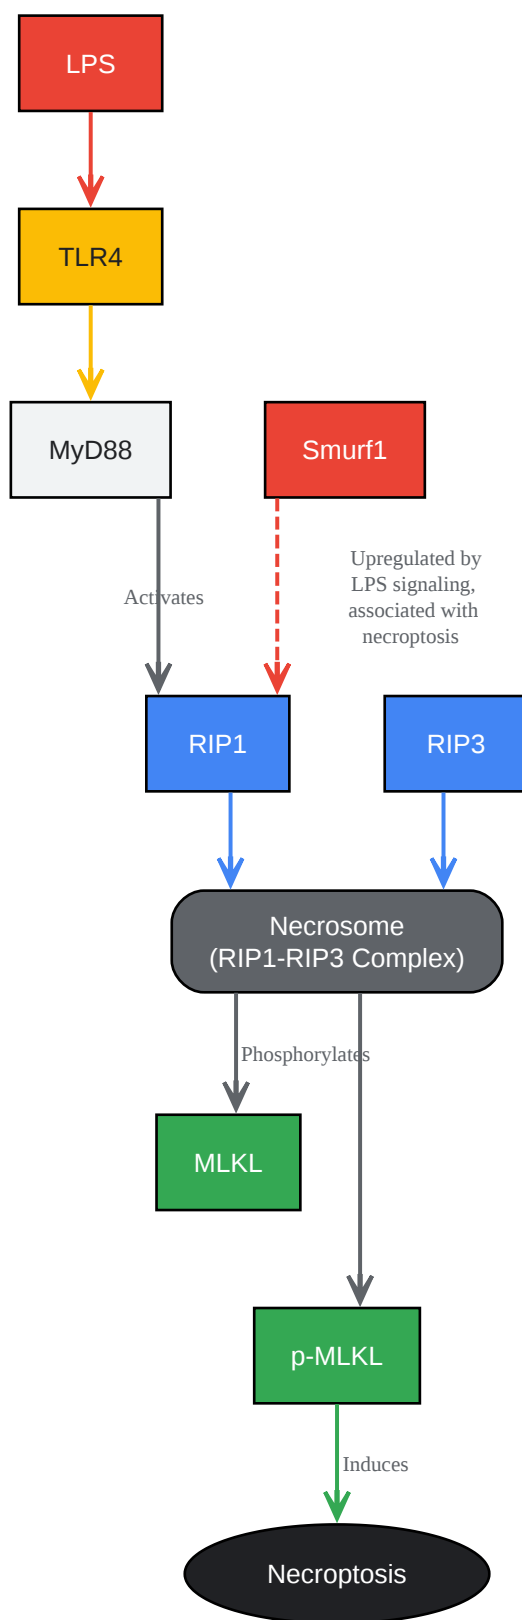 LPS
TLR4
MyD88
Smurf1
Upregulated by
LPS signaling,
associated with
necroptosis
Activates
RIP1
RIP3
Necrosome
(RIP1-RIP3 Complex)
Phosphorylates
MLKL
p-MLKL
Induces
Necroptosis